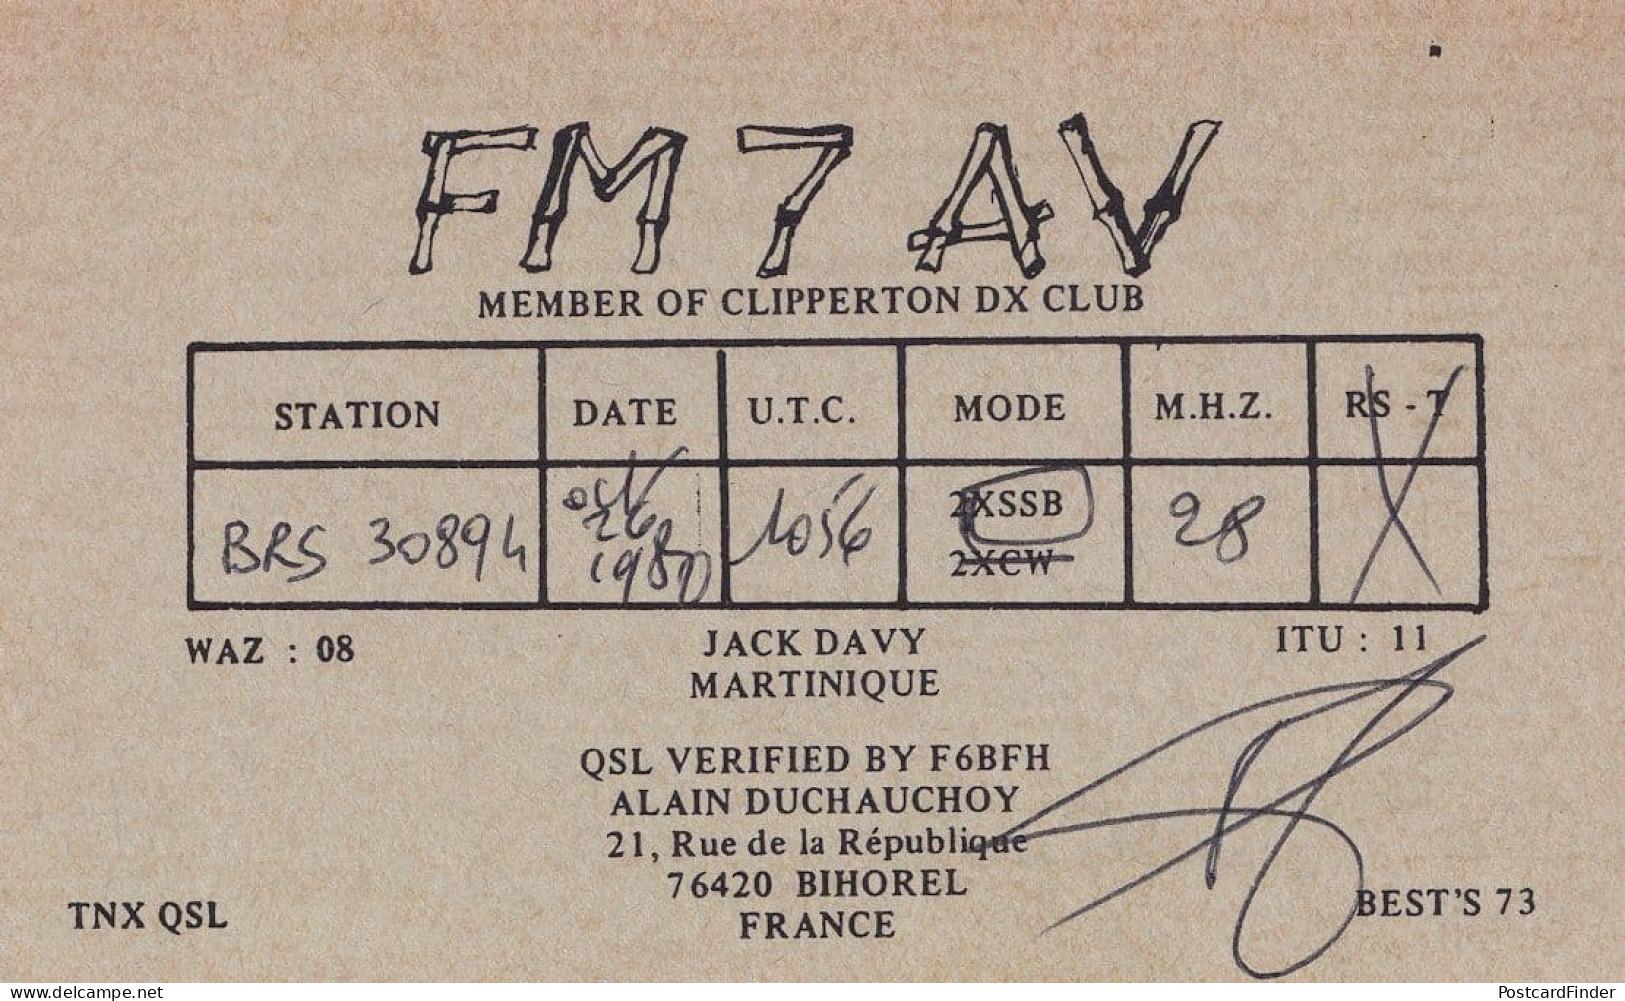 FM7AV
MEMBER OF CLIPPERTON DX CLUB
STATION DATE U.T.C. MODE M.H.Z. RS - T
BRS 30894 oct 26 1980 1056 2XSSB 28
2XCW
WAZ : 08 JACK DAVY ITU : 11
MARTINIQUE
QSL VERIFIED BY F6BFH
ALAIN DUCHAUCHOY
21, Rue de la République
76420 BIHOREL
TNX QSL FRANCE BEST'S 73
delcampe.net PostcardFinder